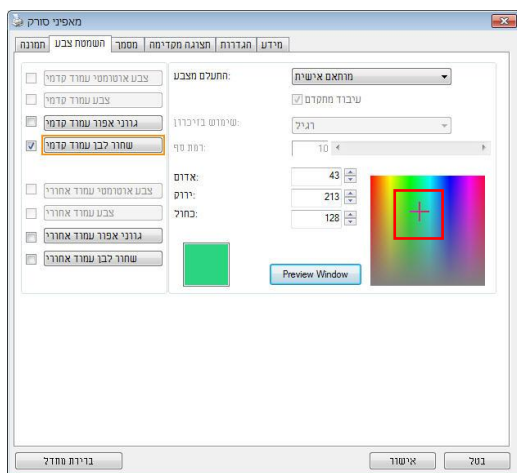 מאפיני סורק
תמונה השמטת צבע מסמך תצוגה מקדימה הגדרות מידע
צבע אוטומטי עמוד קדמי
צבע עמוד קדמי
גווני אפור עמוד קדמי
שחור לבן עמוד קדמי
צבע אוטומטי עמוד אחורי
צבע עמוד אחורי
גווני אפור עמוד אחורי
שחור לבן עמוד אחורי
התעלם מצבע: מותאם אישית
עיבוד מתקדם
שימוש בזיכרון: רגיל
רמת סף: 10
אדום: 43
ירוק: 213
כחול: 128
Preview Window
ברירת מחדל אישור בטל